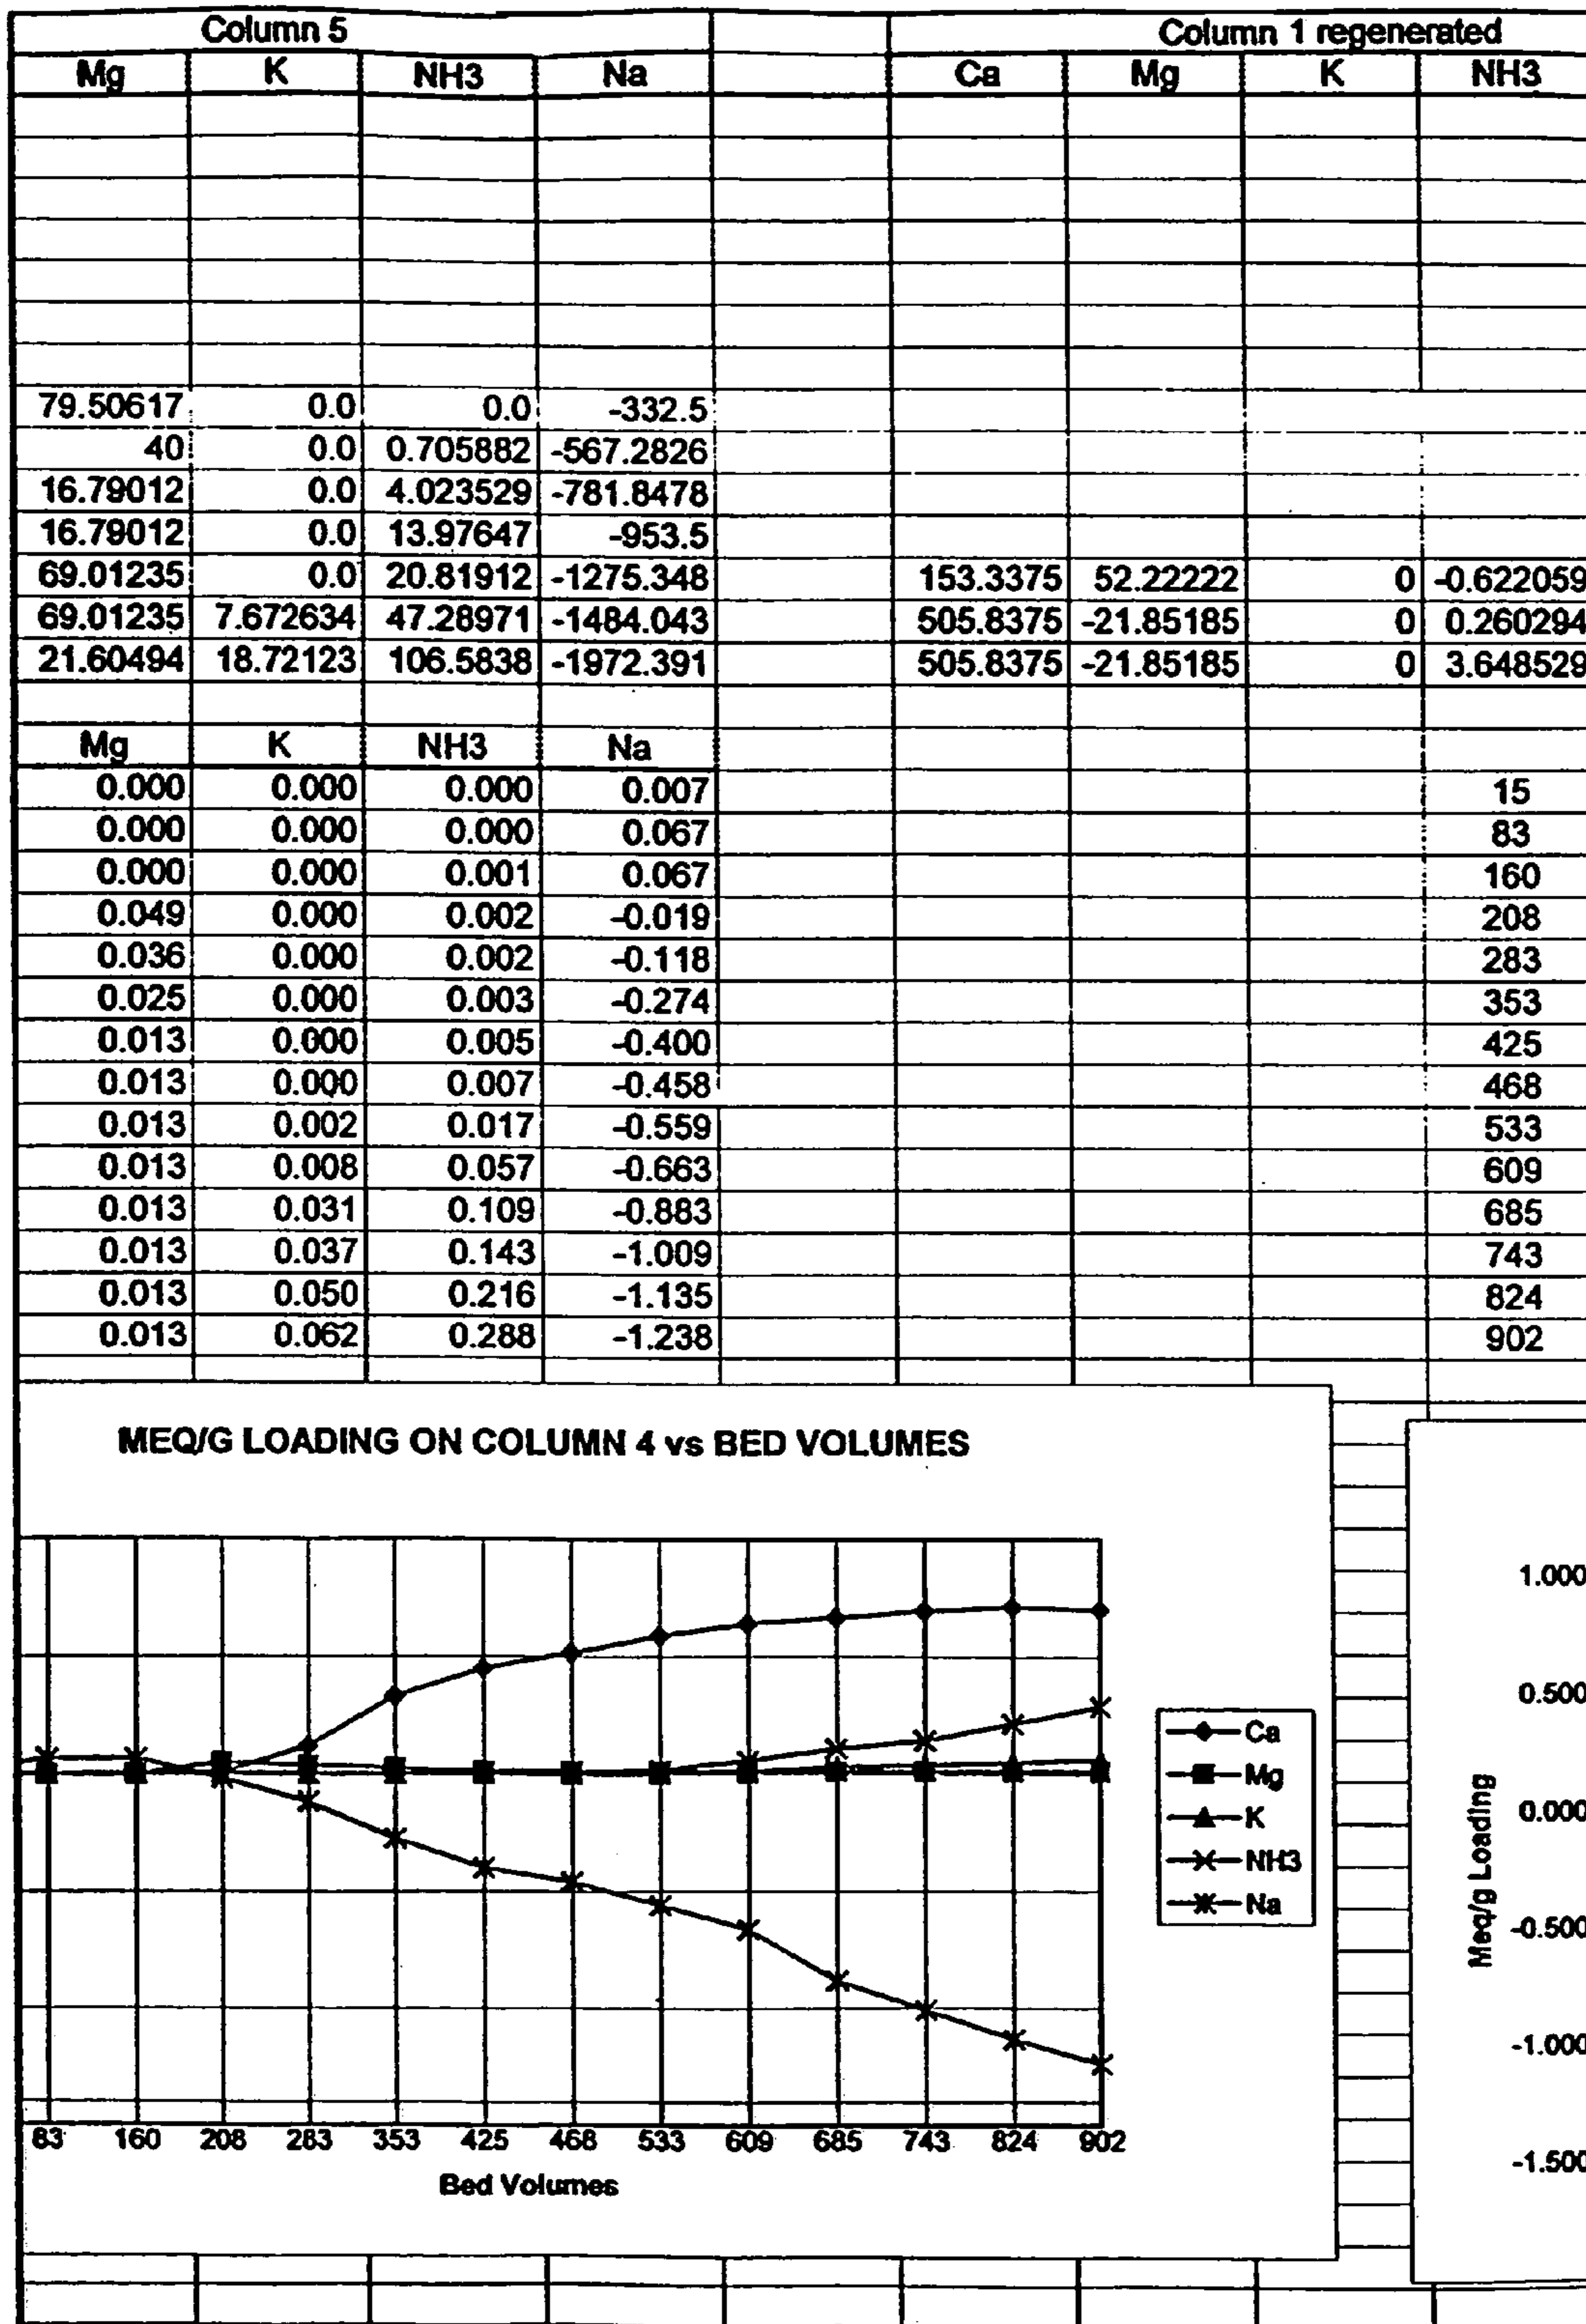 Column 5 Column 1 regenerated
Mg K NH3 Na Ca Mg K NH3
79.50617 0.0 0.0 -332.5
40 0.0 0.705882 -567.2826
16.79012 0.0 4.023529 -781.8478
16.79012 0.0 13.97647 -953.5
69.01235 0.0 20.81912 -1275.348 153.3375 52.22222 0 -0.622059
69.01235 7.672634 47.28971 -1484.043 505.8375 -21.85185 0 0.260294
21.60494 18.72123 106.5838 -1972.391 505.8375 -21.85185 0 3.648529
Mg K NH3 Na
0.000 0.000 0.000 0.007 15
0.000 0.000 0.000 0.067 83
0.000 0.000 0.001 0.067 160
0.049 0.000 0.002 -0.019 208
0.036 0.000 0.002 -0.118 283
0.025 0.000 0.003 -0.274 353
0.013 0.000 0.005 -0.400 425
0.013 0.000 0.007 -0.458 468
0.013 0.002 0.017 -0.559 533
0.013 0.008 0.057 -0.663 609
0.013 0.031 0.109 -0.883 685
0.013 0.037 0.143 -1.009 743
0.013 0.050 0.216 -1.135 824
0.013 0.062 0.288 -1.238 902
MEQ/G LOADING ON COLUMN 4 vs BED VOLUMES
Ca
Mg
K
NH3
Na
83 160 208 283 353 425 468 533 609 685 743 824 902
Bed Volumes
1.000
0.500
0.000
-0.500
-1.000
-1.500
Meq/g Loading